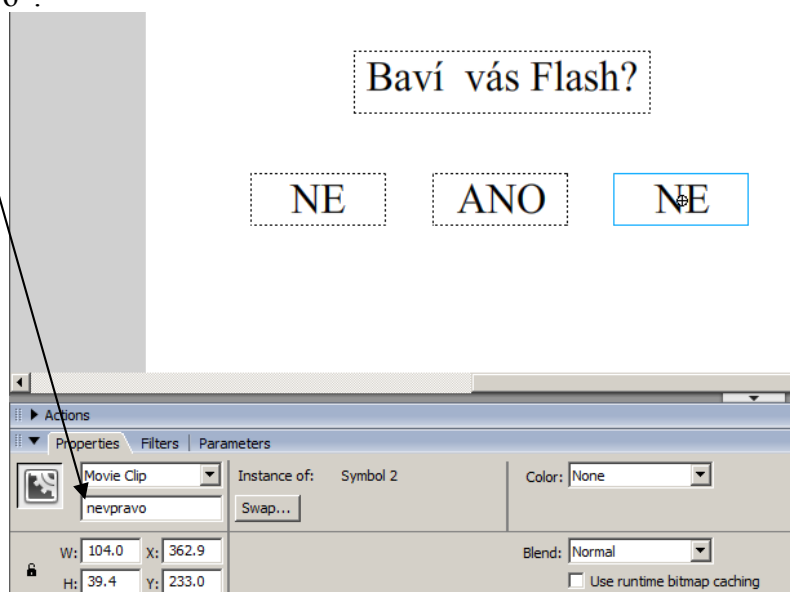 Baví vás Flash?
NE ANO NE
Actions
Properties Filters Parameters
Movie Clip Instance of: Symbol 2 Color: None
nevpravo Swap...
W: 104.0 X: 362.9 Blend: Normal
H: 39.4 Y: 233.0 Use runtime bitmap caching